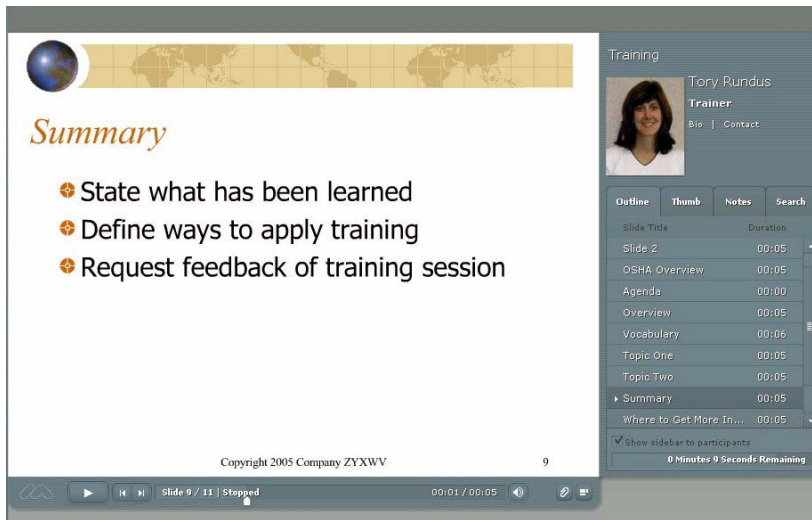 Summary
State what has been learned
Define ways to apply training
Request feedback of training session
Copyright 2005 Company ZYXWV
9
Slide 9 / 11 | Stopped
00:01 / 00:05
Training
Tory Rundus
Trainer
Bio | Contact
Outline Thumb Notes Search
Slide Title Duration
Slide 2 00:05
OSHA Overview 00:05
Agenda 00:00
Overview 00:05
Vocabulary 00:06
Topic One 00:05
Topic Two 00:05
Summary 00:05
Where to Get More In... 00:05
Show sidebar to participants
0 Minutes 9 Seconds Remaining